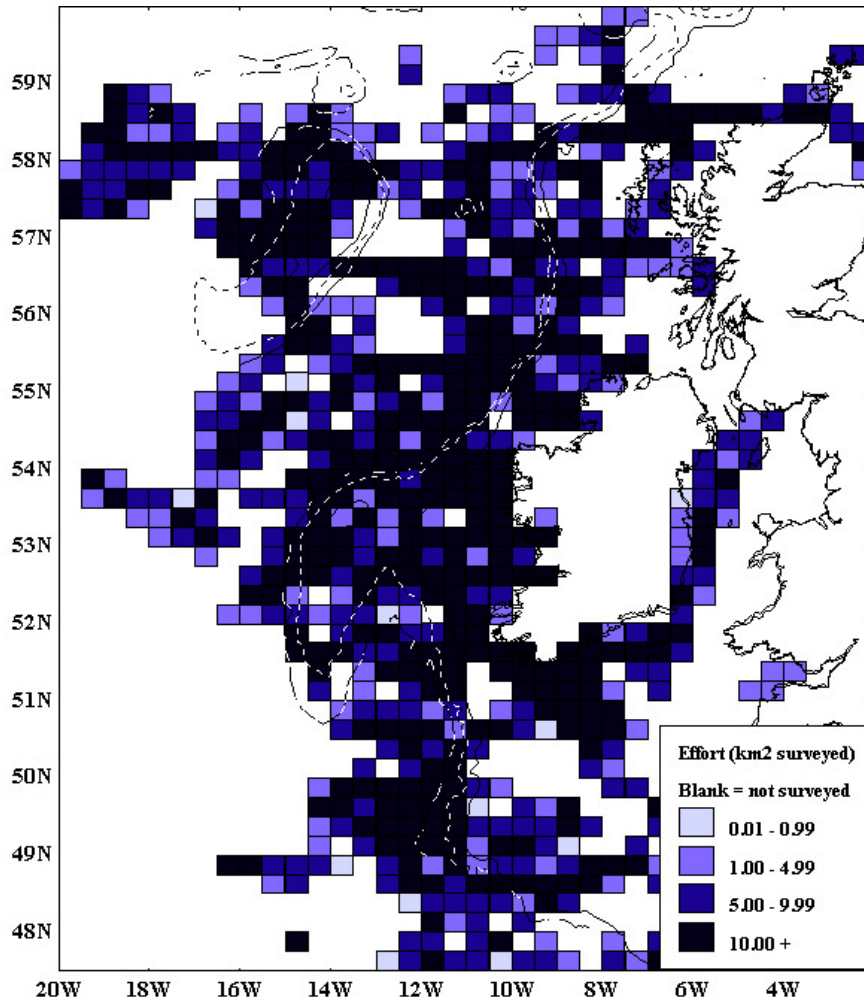 59N
58N
57N
56N
55N
54N
53N
52N
51N
50N
49N
48N
Effort (km2 surveyed)
Blank = not surveyed
0.01 - 0.99
1.00 - 4.99
5.00 - 9.99
10.00 +
20W 18W 16W 14W 12W 10W 8W 6W 4W